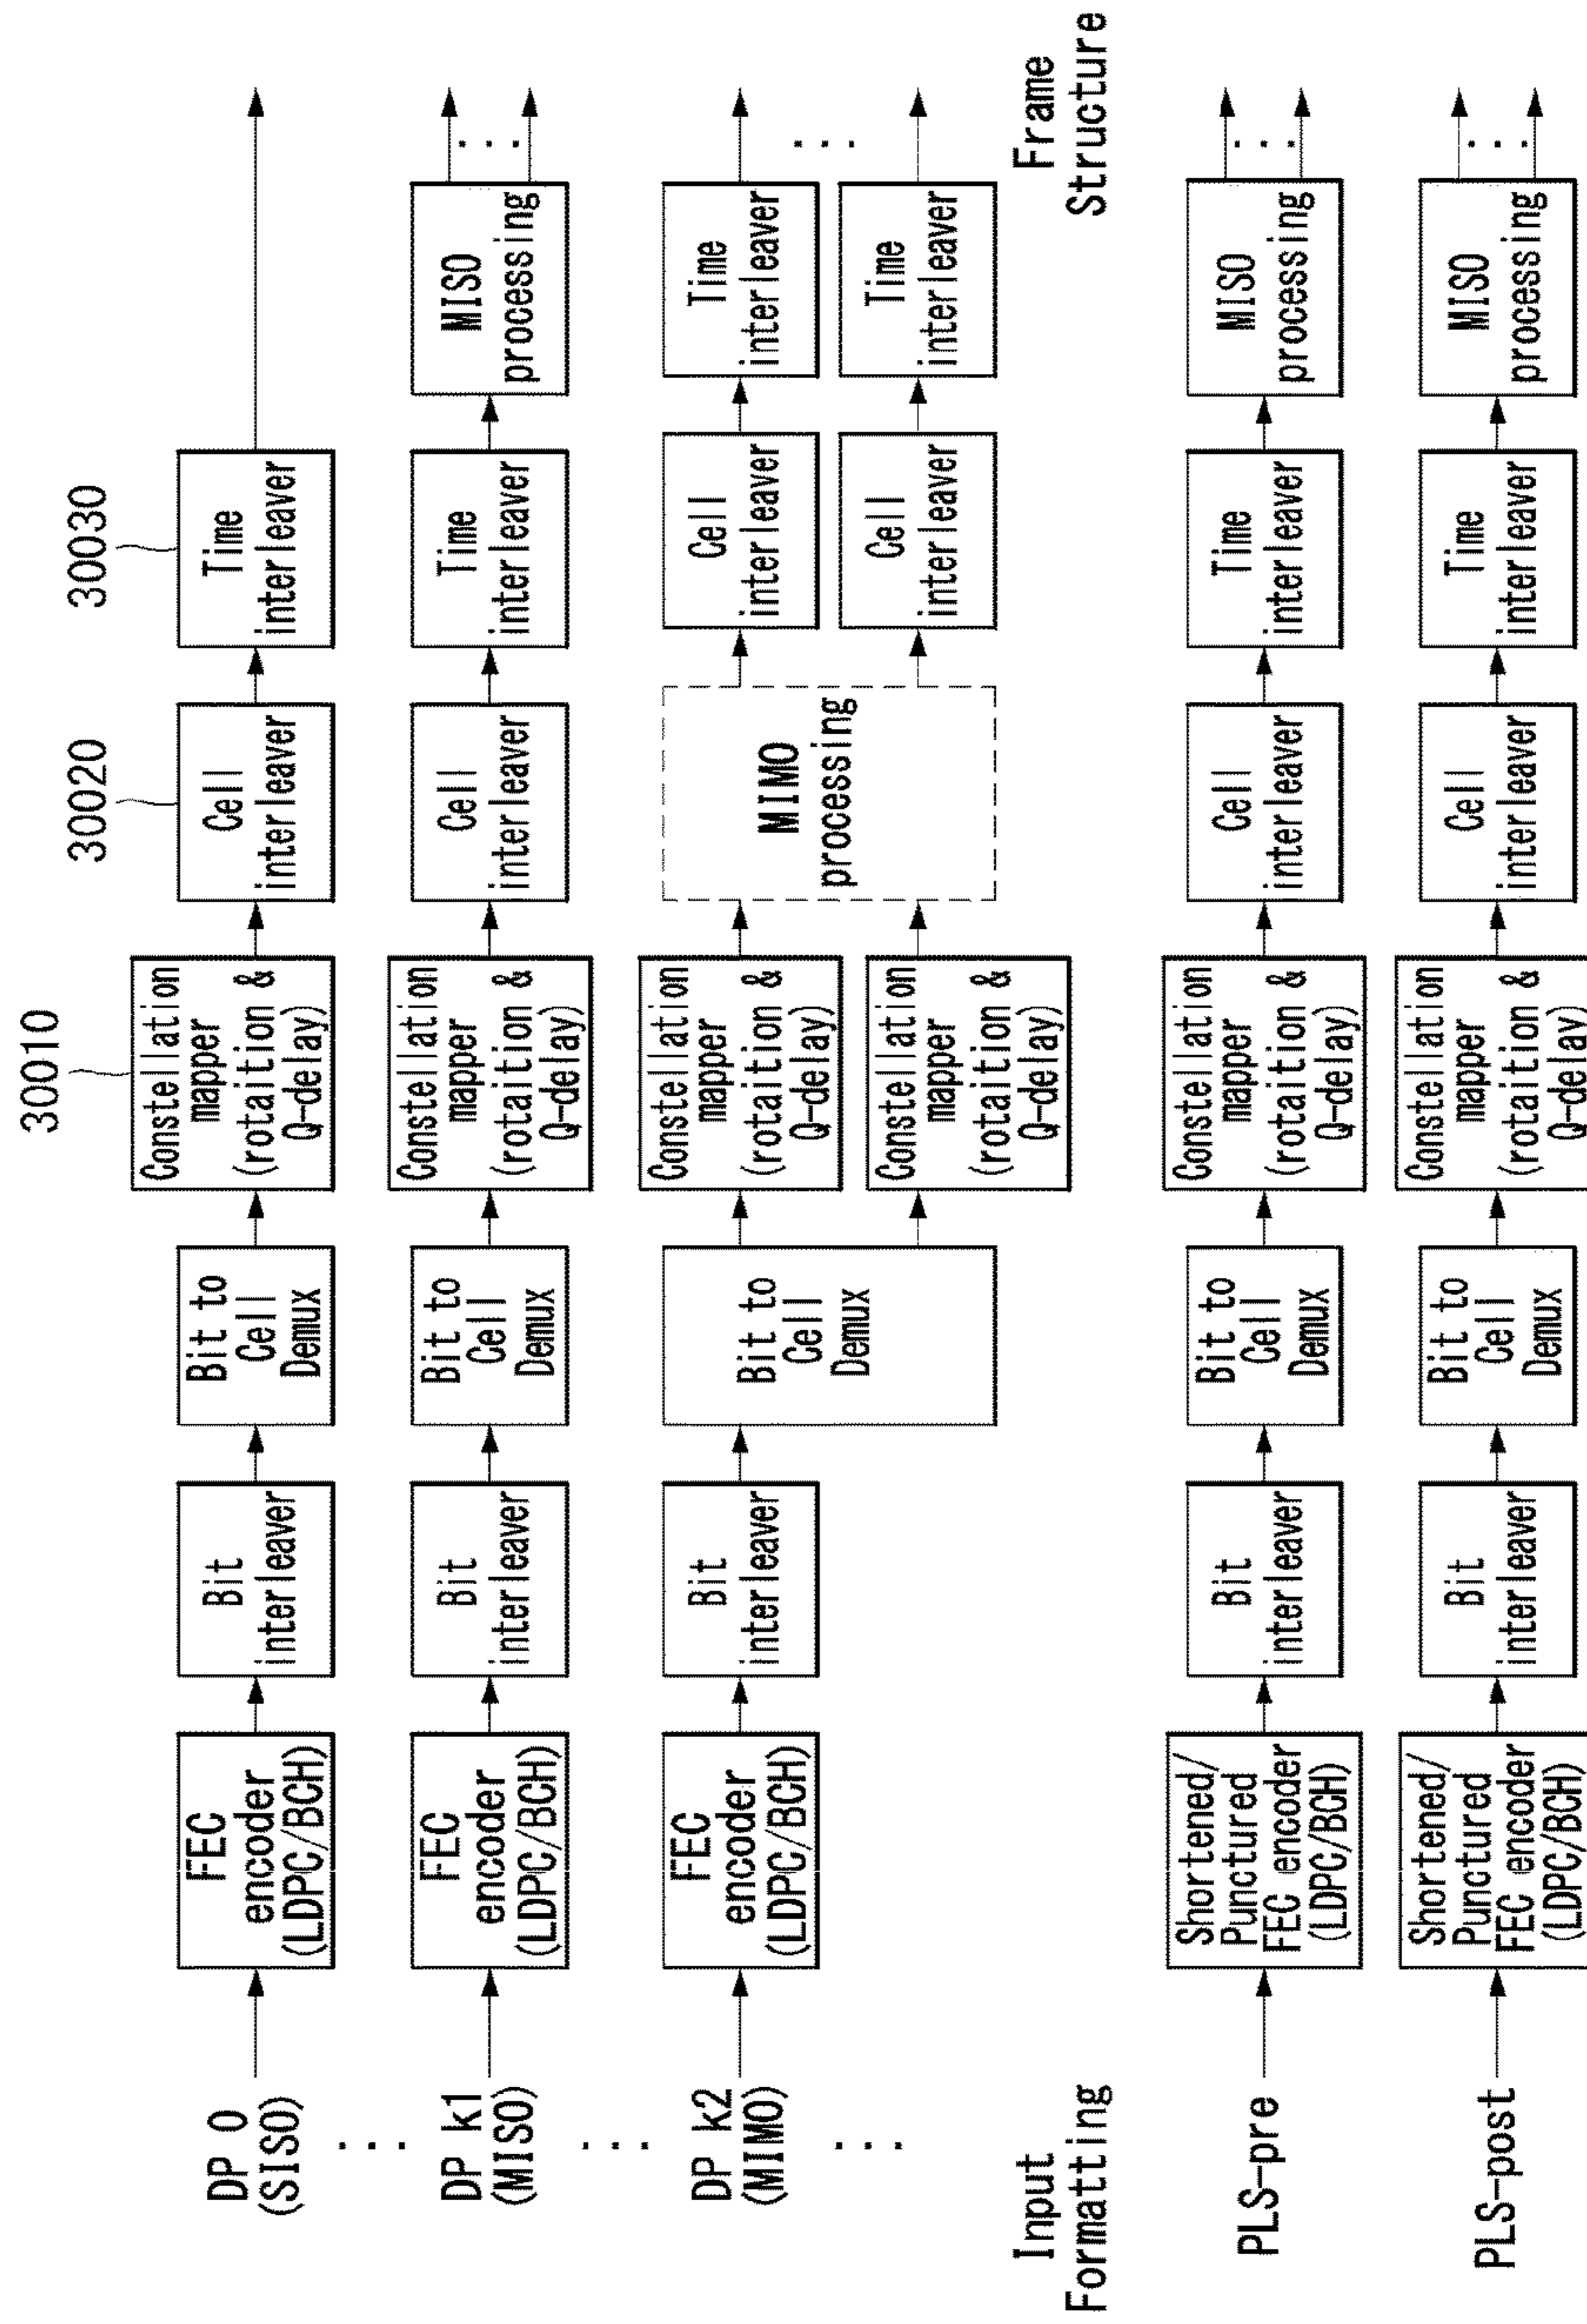 30010
30020
30030
DP 0
(SISO)
FEC
encoder
(LDPC/BCH)
Bit
interleaver
Bit to
Cell
Demux
Constellation
mapper
(rotaition &
Q-delay)
Cell
interleaver
Time
interleaver
...
DP k1
(MISO)
FEC
encoder
(LDPC/BCH)
Bit
interleaver
Bit to
Cell
Demux
Constellation
mapper
(rotaition &
Q-delay)
Cell
interleaver
Time
interleaver
MISO
processing
...
...
DP k2
(MIMO)
FEC
encoder
(LDPC/BCH)
Bit
interleaver
Bit to
Cell
Demux
Constellation
mapper
(rotaition &
Q-delay)
Constellation
mapper
(rotaition &
Q-delay)
MIMO
processing
Cell
interleaver
Time
interleaver
Cell
interleaver
Time
interleaver
...
...
Input
Formatting
Frame
Structure
PLS-pre
Shortened/
Punctured
FEC encoder
(LDPC/BCH)
Bit
interleaver
Bit to
Cell
Demux
Constellation
mapper
(rotaition &
Q-delay)
Cell
interleaver
Time
interleaver
MISO
processing
...
PLS-post
Shortened/
Punctured
FEC encoder
(LDPC/BCH)
Bit
interleaver
Bit to
Cell
Demux
Constellation
mapper
(rotaition &
Q-delay)
Cell
interleaver
Time
interleaver
MISO
processing
...